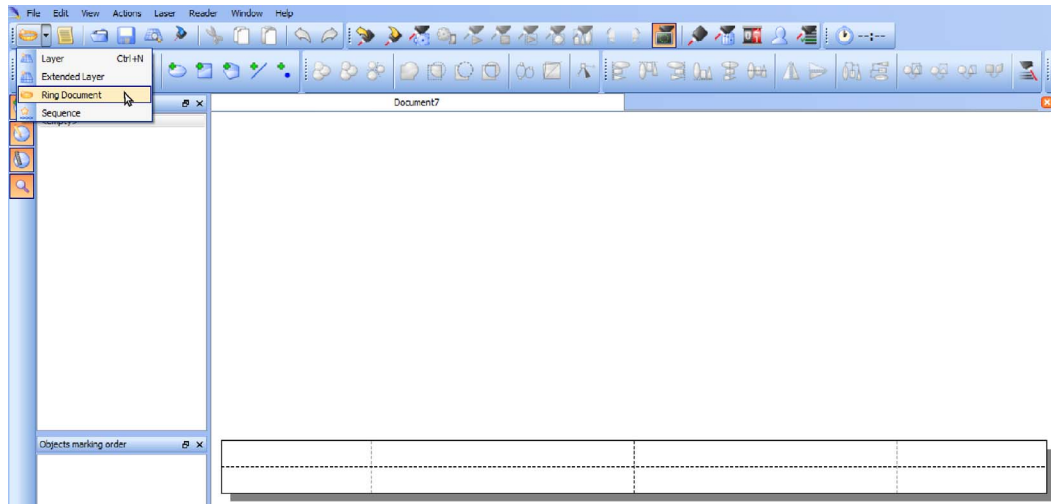 File Edit View Actions Laser Reader Window Help
--:--
Layer Ctrl+N
Extended Layer
Ring Document
Sequence
Document7
Objects marking order